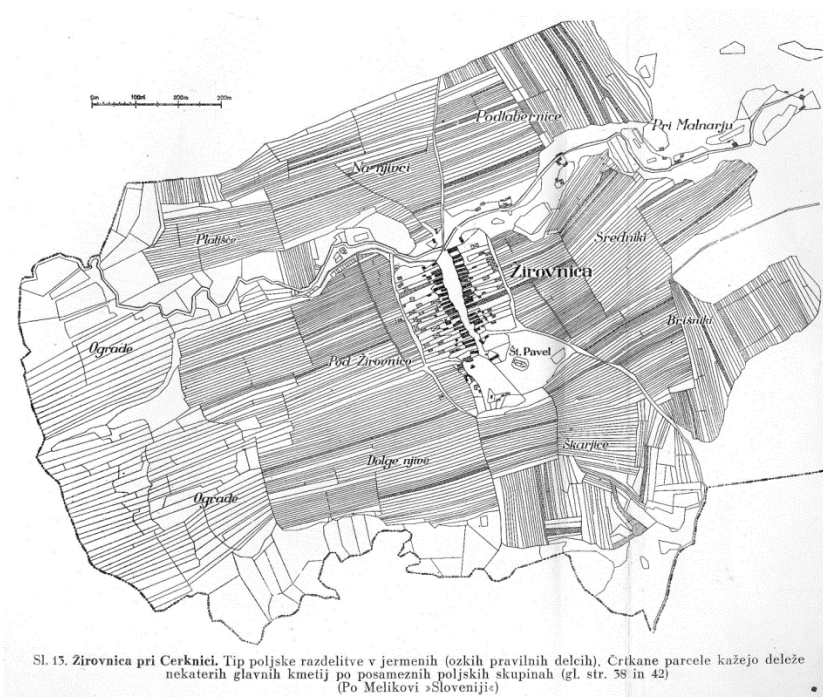 0m 100m 200m 200m
Podlabernice
Pri Malnarju
Na njivci
Plališče
Sredniki
Žirovnica
Brišniki
Ograde
Pod Žirovnico
Št. Pavel
Škarjice
Dolge njive
Ograde
Sl. 13. Žirovnica pri Cerknici. Tip poljske razdelitve v jermenih (ozkih pravilnih delcih). Črtkane parcele kažejo deleže
nekaterih glavnih kmetij po posameznih poljskih skupinah (gl. str. 38 in 42)
(Po Melikovi »Sloveniji«)